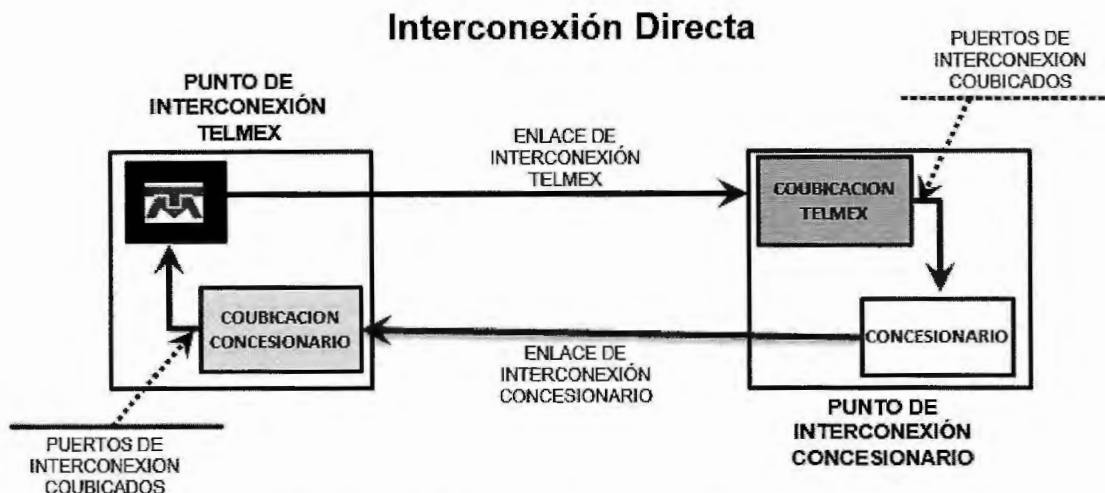 Interconexión Directa
PUERTOS DE
INTERCONEXION
COUBICADOS
PUNTO DE
INTERCONEXIÓN
TELMEX
ENLACE DE
INTERCONEXIÓN
TELMEX
COUBICACION
TELMEX
COUBICACION
CONCESIONARIO
CONCESIONARIO
ENLACE DE
INTERCONEXIÓN
CONCESIONARIO
PUNTO DE
INTERCONEXIÓN
CONCESIONARIO
PUERTOS DE
INTERCONEXION
COUBICADOS